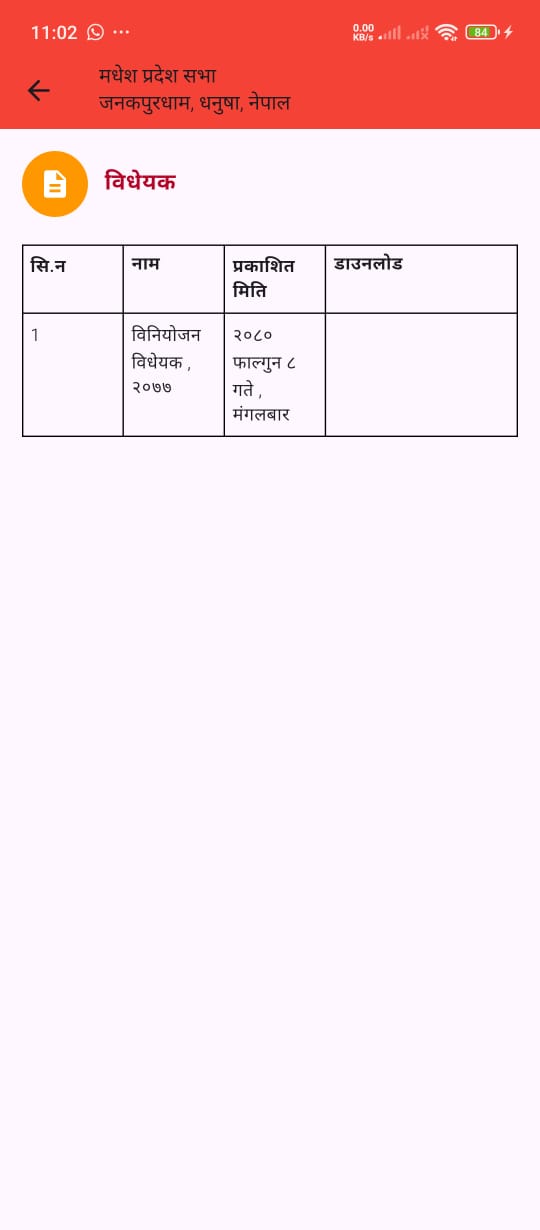 11:02
0.00
KB/s
84
मधेश प्रदेश सभा
जनकपुरधाम, धनुषा, नेपाल
विधेयक
सि.न
नाम
प्रकाशित
मिति
डाउनलोड
1
विनियोजन
विधेयक ,
२०७७
२०८०
फाल्गुन ८
गते ,
मंगलबार